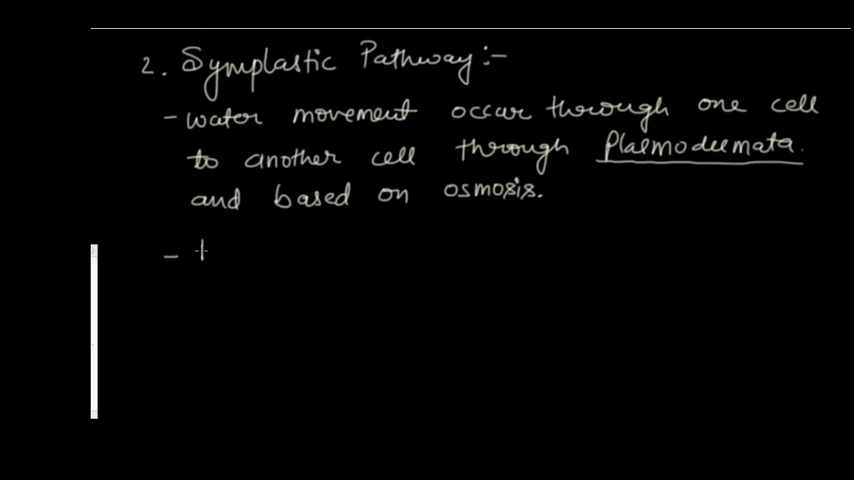 2. Symplastic Pathway :-
- water movement occur through one cell
to another cell through Plasmodesmata.
and based on osmosis.
- t